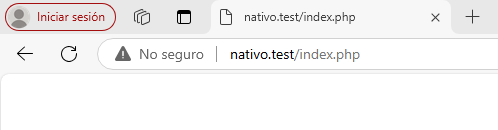 Iniciar sesión
nativo.test/index.php
No seguro
nativo.test/index.php